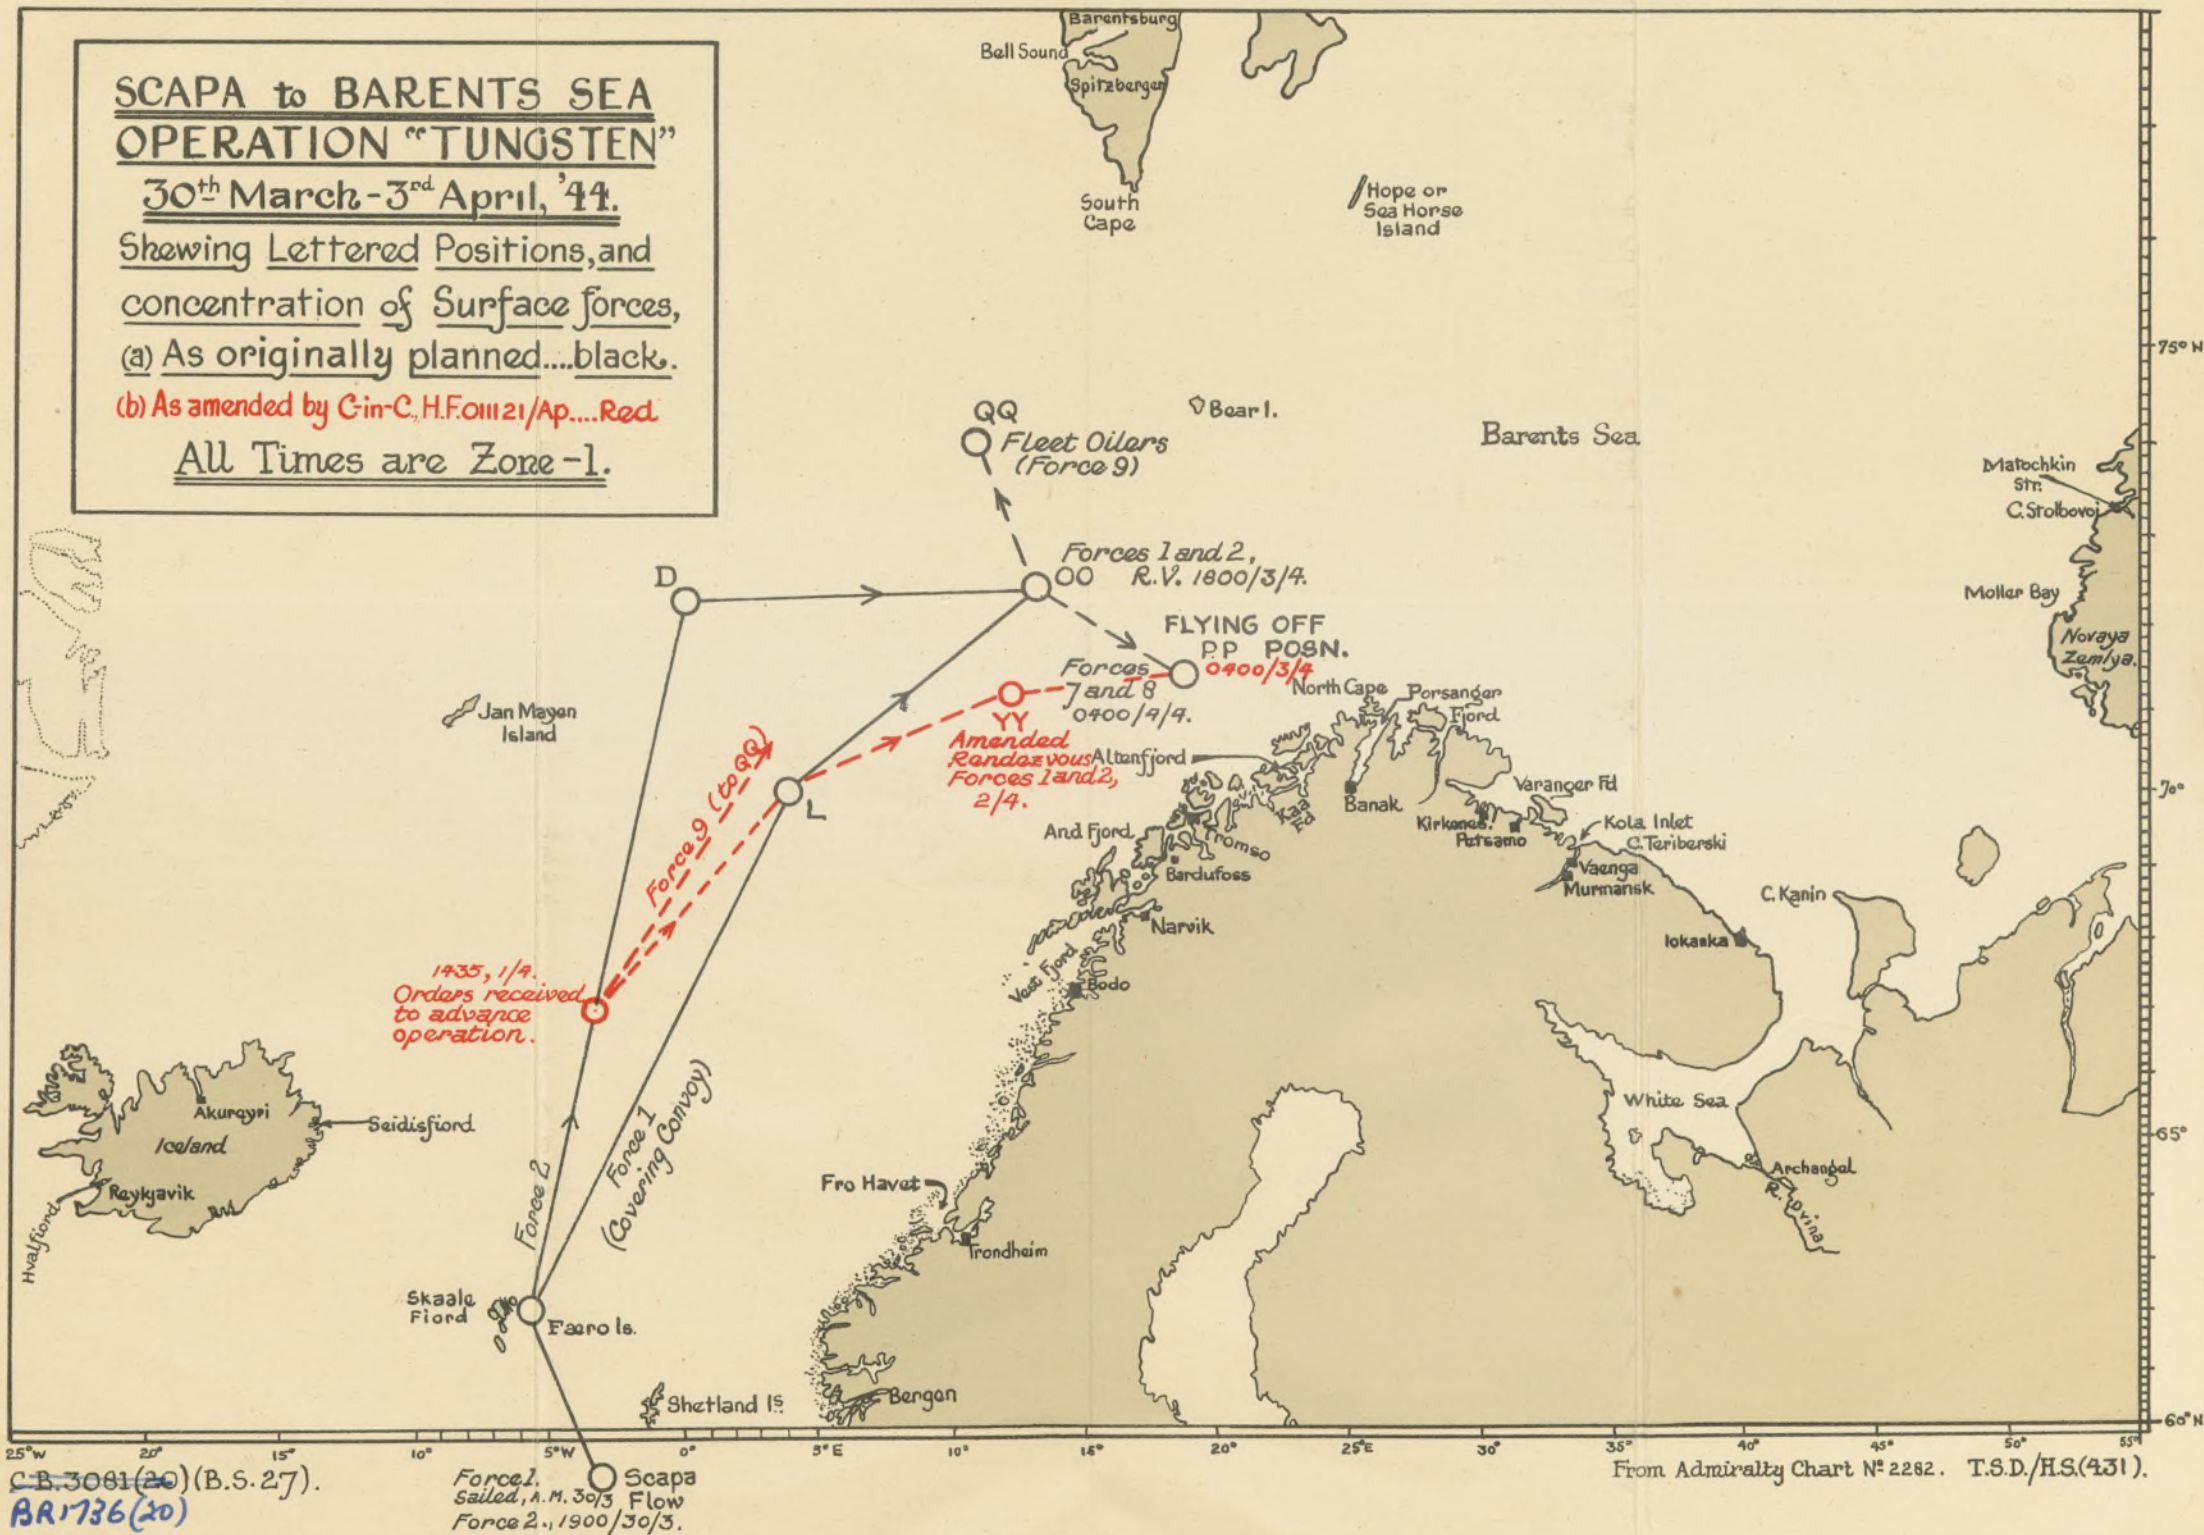 SCAPA to BARENTS SEA
OPERATION "TUNGSTEN"
30th March - 3rd April, '44.
Shewing Lettered Positions, and
concentration of Surface forces,
(a) As originally planned....black.
(b) As amended by C-in-C., H.F. 011121/Ap....Red
All Times are Zone -1.
Barentsburg
Bell Sound
Spitzbergen
South
Cape
Hope or
Sea Horse
Island
75° N
QQ
Fleet Oilers
(Force 9)
Bear I.
Barents Sea
Matochkin
Str.
C. Stolbovoi
Moller Bay
Novaya
Zemlya.
D
Forces 1 and 2,
OO R.V. 1800/3/4.
FLYING OFF
P.P POSN.
0400/3/4
Forces
7 and 8
0400/4/4.
YY
Amended
Rendezvous
Forces 1 and 2,
2/4.
Jan Mayen
Island
North Cape
Porsanger
Fjord
Altenfjord
Kaa
Fd
Banak
Varanger Fd
Kirkenes.
Petsamo
Kola Inlet
C. Teriberski
Vaenga
Murmansk
70°
L
Force 9 (to QQ)
And Fjord
Tromso
Bardufoss
Narvik
Vest Fjord
Bodo
C. Kanin
Iokanka
1435, 1/4.
Orders received
to advance
operation.
Akurayri
Iceland
Seidisfiord
Reykjavik
Hvalfiord
Force 2
Force 1
(Covering Convoy)
White Sea
65°
Archangel
R. Dvina
Fro Havet
Trondheim
Skaale
Fiord
Faero Is.
Shetland Is.
Bergen
60° N
25° W 20° 15° 10° 5° W 0° 5° E 10° 15° 20° 25° E 30° 35° 40° 45° 50° 55°
C.B. 3081 (20) (B.S. 27).
BR 1736 (20)
Force 1.
Sailed, A.M. 30/3
Force 2., 1900/30/3.
Scapa
Flow
From Admiralty Chart No. 2282. T.S.D./H.S. (431).